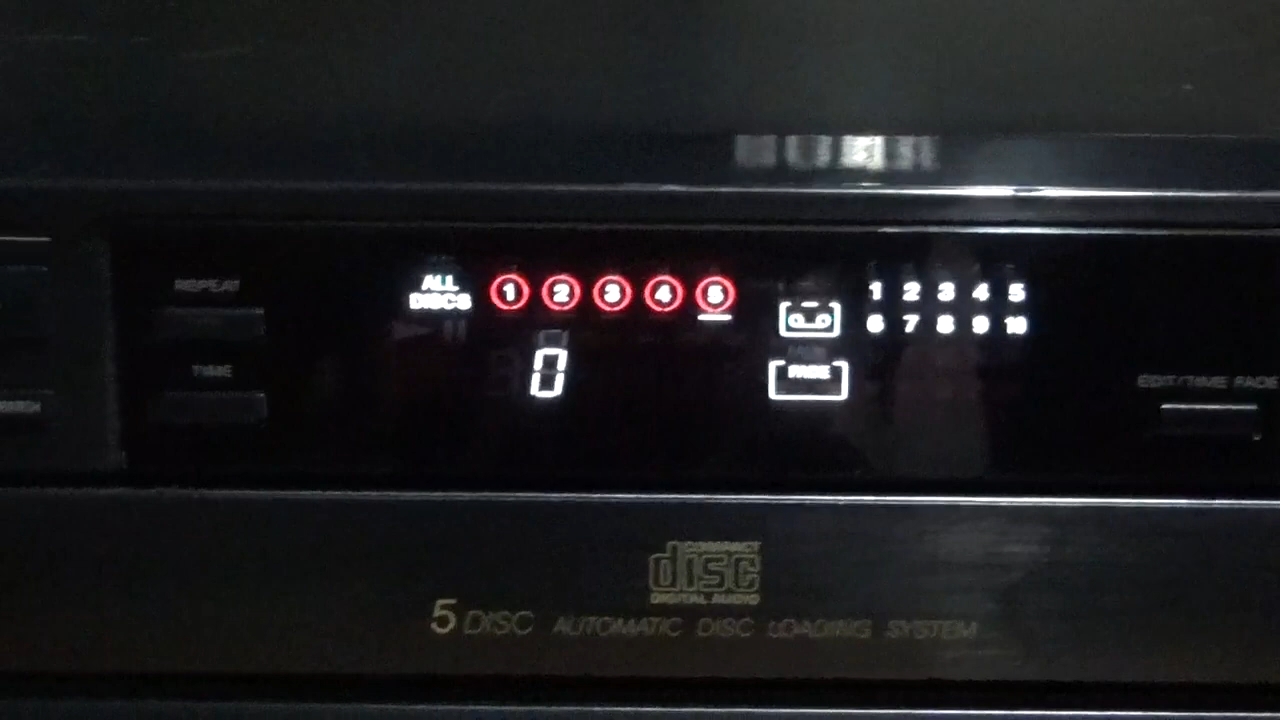 REPEAT
TIME
ALL
DISCS
1 2 3 4 5
0
FADE
1 2 3 4 5
6 7 8 9 10
EDIT/TIME FADE
COMPACT
disc
DIGITAL AUDIO
5 DISC AUTOMATIC DISC LOADING SYSTEM